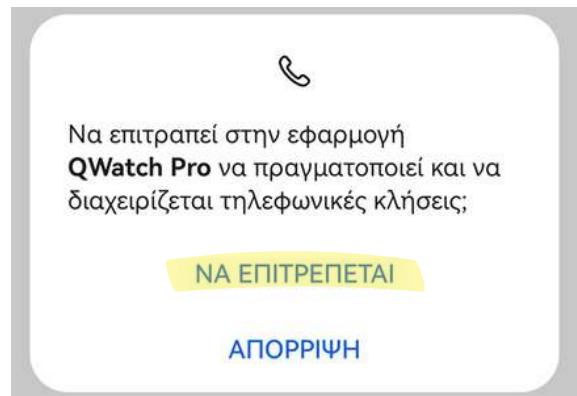 Να επιτραπεί στην εφαρμογή
QWatch Pro να πραγματοποιεί και να
διαχειρίζεται τηλεφωνικές κλήσεις;
ΝΑ ΕΠΙΤΡΕΠΕΤΑΙ
ΑΠΟΡΡΙΨΗ